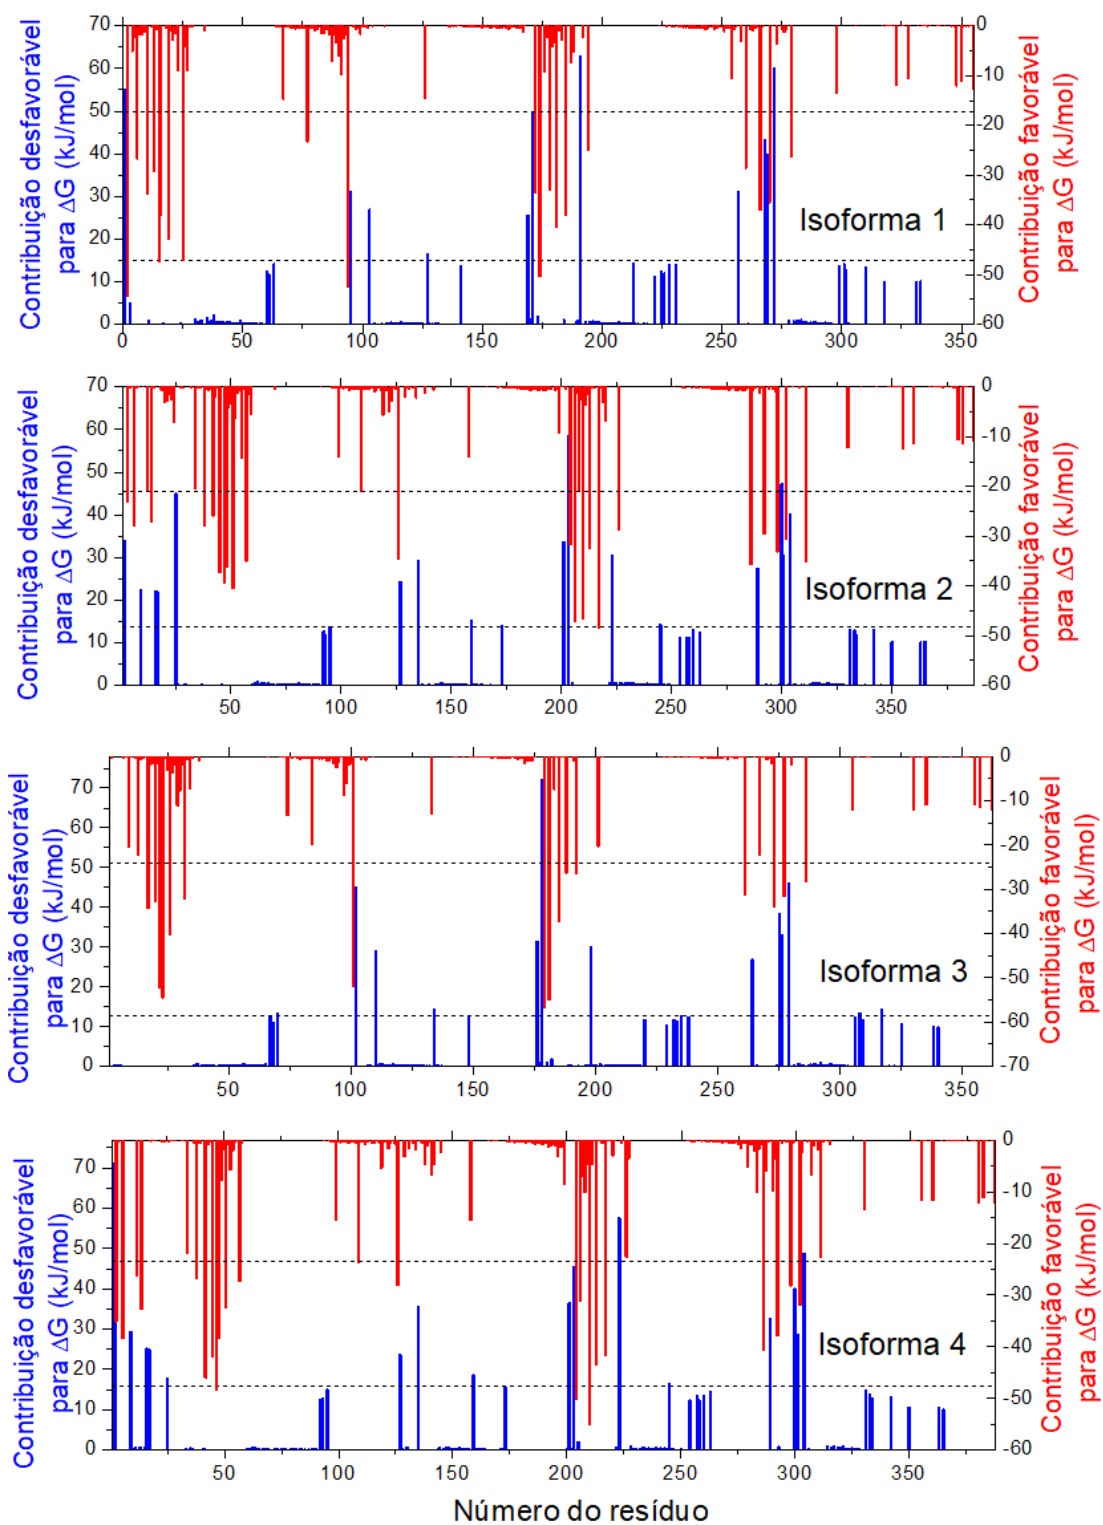 Contribuição desfavorável
para ΔG (kJ/mol)
70
60
50
40
30
20
10
0
0
-10
-20
-30
-40
-50
-60
Contribuição favorável
para ΔG (kJ/mol)
Isoforma 1
0 50 100 150 200 250 300 350
Contribuição desfavorável
para ΔG (kJ/mol)
70
60
50
40
30
20
10
0
0
-10
-20
-30
-40
-50
-60
Contribuição favorável
para ΔG (kJ/mol)
Isoforma 2
50 100 150 200 250 300 350
Contribuição desfavorável
para ΔG (kJ/mol)
70
60
50
40
30
20
10
0
0
-10
-20
-30
-40
-50
-60
-70
Contribuição favorável
para ΔG (kJ/mol)
Isoforma 3
50 100 150 200 250 300 350
Contribuição desfavorável
para ΔG (kJ/mol)
70
60
50
40
30
20
10
0
0
-10
-20
-30
-40
-50
-60
Contribuição favorável
para ΔG (kJ/mol)
Isoforma 4
50 100 150 200 250 300 350
Número do resíduo